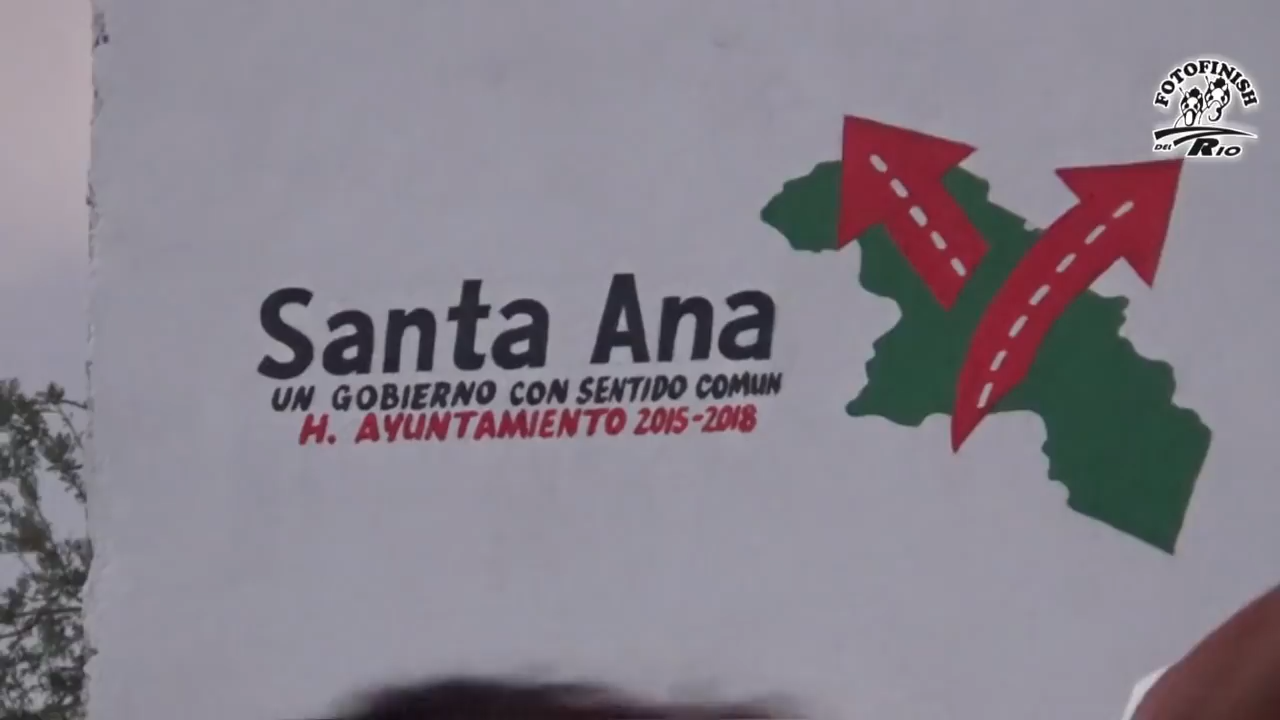 FOTOFINISH
DEL RIO
Santa Ana
UN GOBIERNO CON SENTIDO COMUN
H. AYUNTAMIENTO 2015-2018